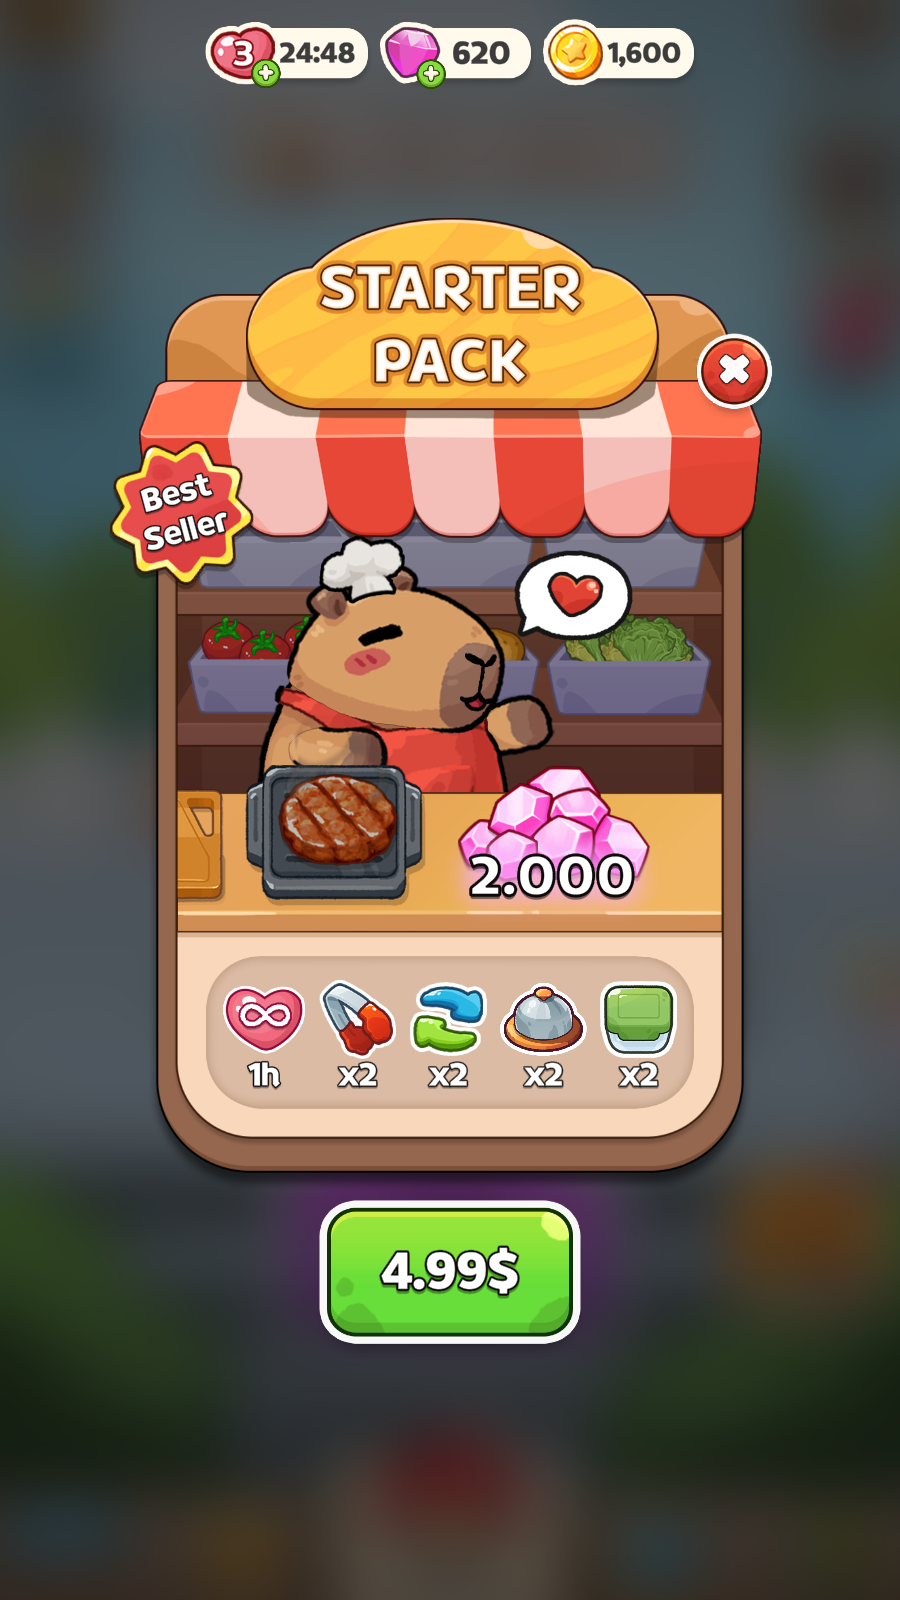 3 24:48 620 1,600
STARTER
PACK
Best
Seller
2.000
1h x2 x2 x2 x2
4.99$